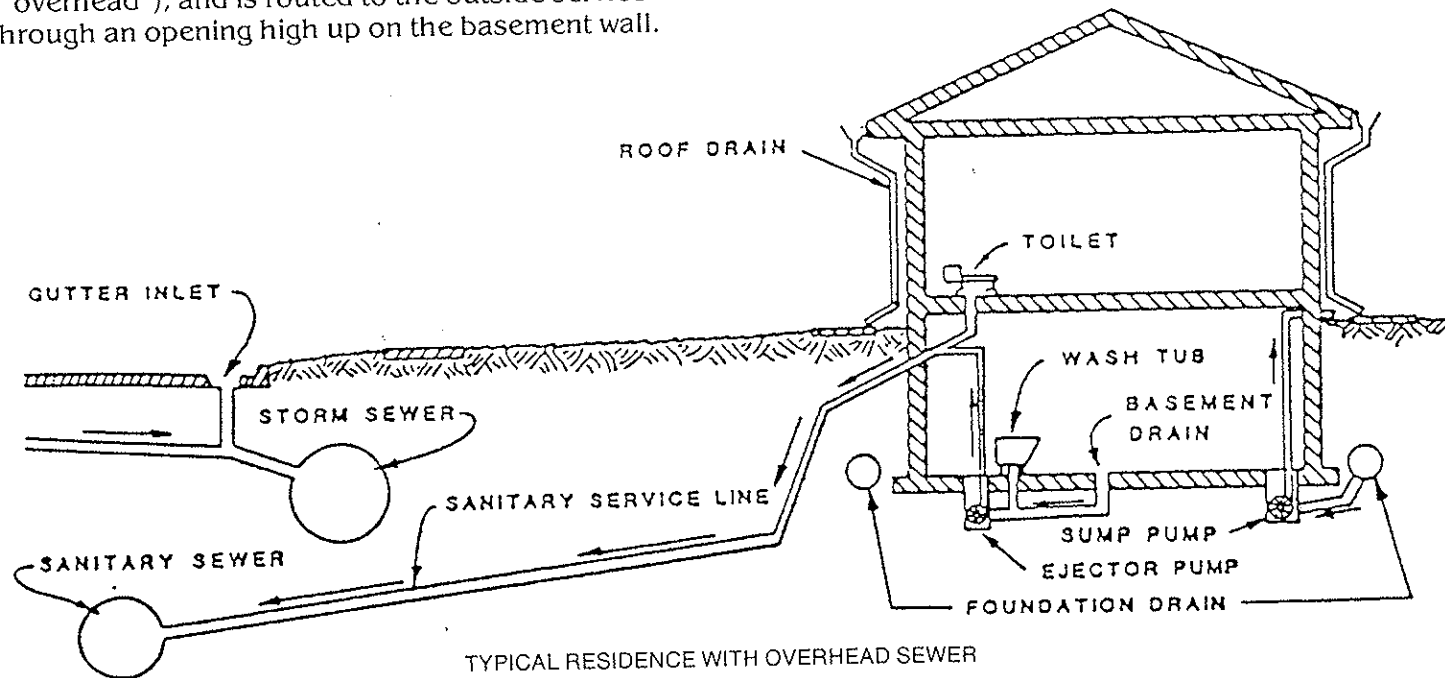 overhead"), and is routed to the outside
hrough an opening high up on the basement wall.
ROOF DRAIN
TOILET
GUTTER INLET
WASH TUB
STORM SEWER
BASEMENT
DRAIN
SANITARY SERVICE LINE
SUMP PUMP
SANITARY SEWER
EJECTOR PUMP
FOUNDATION DRAIN
TYPICAL RESIDENCE WITH OVERHEAD SEWER